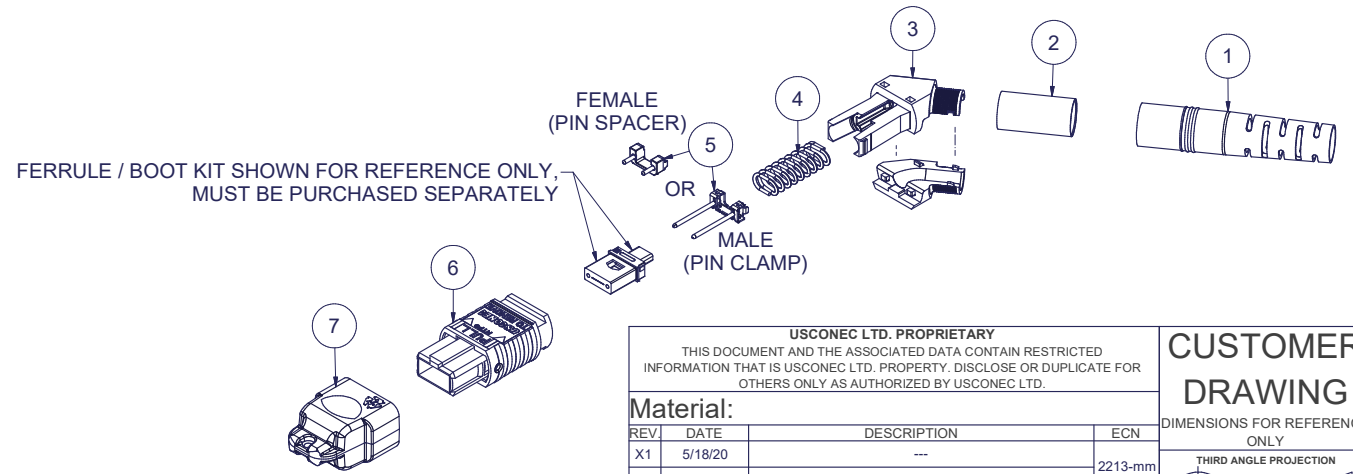 3
2
1
4
FEMALE
(PIN SPACER)
5
FERRULE / BOOT KIT SHOWN FOR REFERENCE ONLY,
MUST BE PURCHASED SEPARATELY
OR
MALE
(PIN CLAMP)
6
7
USCONEC LTD. PROPRIETARY
THIS DOCUMENT AND THE ASSOCIATED DATA CONTAIN RESTRICTED
INFORMATION THAT IS USCONEC LTD. PROPERTY. DISCLOSE OR DUPLICATE FOR
OTHERS ONLY AS AUTHORIZED BY USCONEC LTD.
CUSTOMER
DRAWING
DIMENSIONS FOR REFERENC
ONLY
THIRD ANGLE PROJECTION
Material:
REV. DATE DESCRIPTION ECN
X1 5/18/20 ---
2213-mm